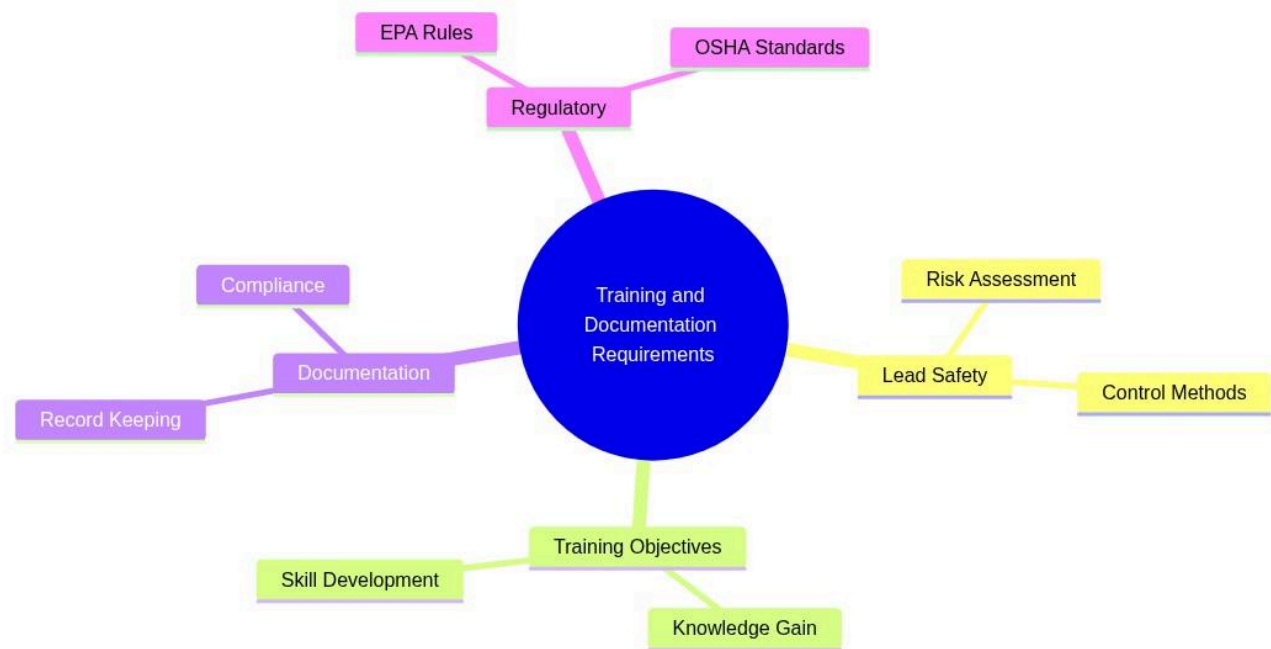 EPA Rules
OSHA Standards
Regulatory
Compliance
Documentation
Record Keeping
Training and
Documentation
Requirements
Risk Assessment
Lead Safety
Control Methods
Training Objectives
Skill Development
Knowledge Gain